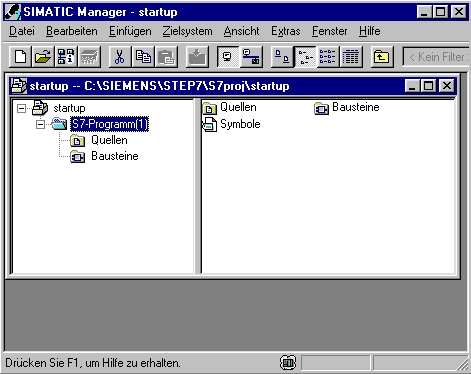 SIMATIC Manager - startup
Datei Bearbeiten Einfügen Zielsystem Ansicht Extras Fenster Hilfe
< Kein Filter
startup -- C:\SIEMENS\STEP7\S7proj\startup
startup
S7-Programm(1)
Quellen
Bausteine
Quellen Bausteine
Symbole
Drücken Sie F1, um Hilfe zu erhalten.